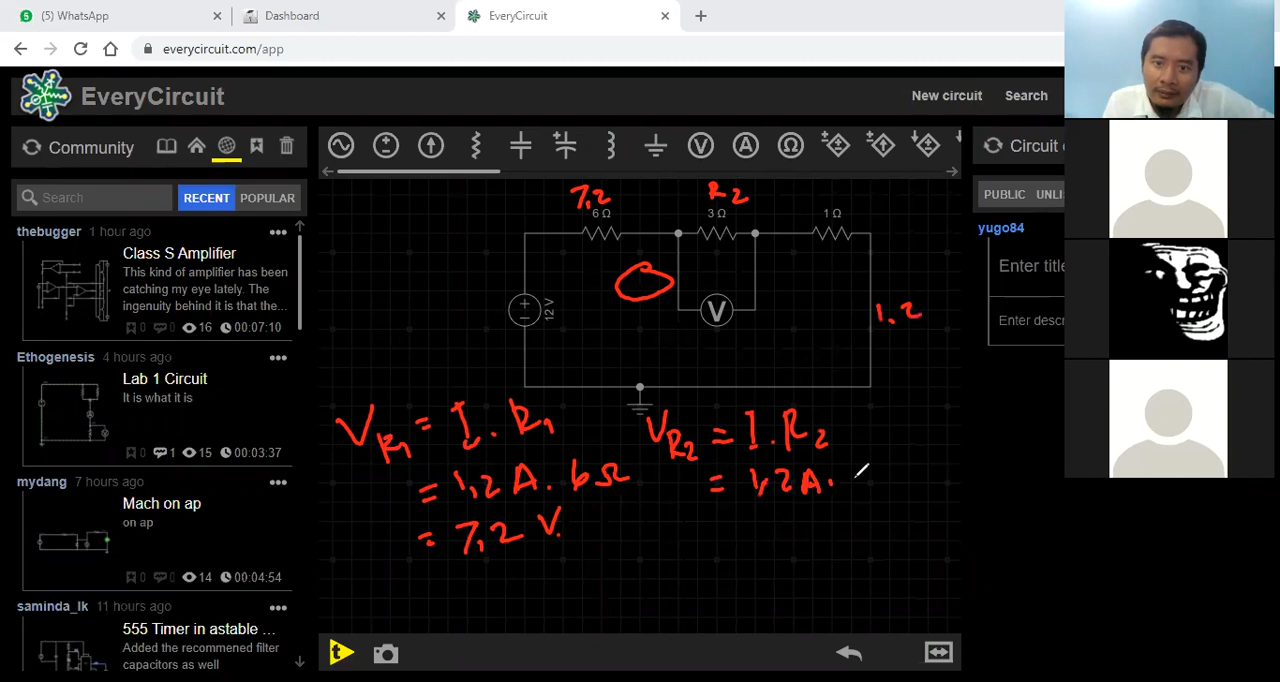 (5) WhatsApp
Dashboard
EveryCircuit
everycircuit.com/app
EveryCircuit
New circuit
Search
Community
Search
RECENT
POPULAR
thebugger 1 hour ago
Class S Amplifier
This kind of amplifier has been
catching my eye lately. The
ingenuity behind it is that the...
0 0 16 00:07:10
Ethogenesis 4 hours ago
Lab 1 Circuit
It is what it is
0 1 15 00:03:37
mydang 7 hours ago
Mach on ap
on ap
0 0 14 00:04:54
saminda_lk 11 hours ago
555 Timer in astable ...
Added the recommened filter
capacitors as well
V
A
Ω
7,2
R2
6 Ω
3 Ω
1 Ω
12 V
V
1.2
VR1 = I . R1
= 1,2 A . 6 Ω
= 7,2 V.
VR2 = I . R2
= 1,2 A .
t
Circuit
PUBLIC
UNLI
yugo84
Enter title
Enter descr